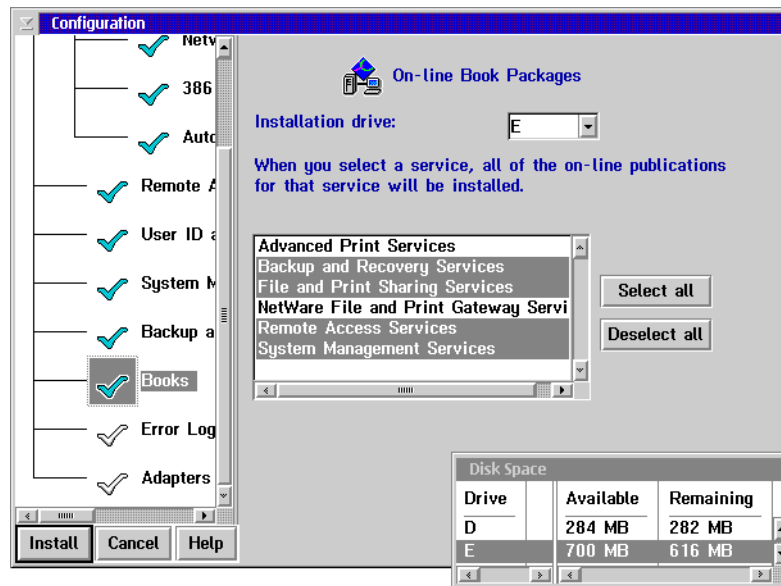 Configuration
Netw
386
Auto
Remote A
User ID a
System M
Backup a
Books
Error Log
Adapters
Install
Cancel
Help
On-line Book Packages
Installation drive:
E
When you select a service, all of the on-line publications
for that service will be installed.
Advanced Print Services
Backup and Recovery Services
File and Print Sharing Services
NetWare File and Print Gateway Servi
Remote Access Services
System Management Services
Select all
Deselect all
Disk Space
Drive Available Remaining
D 284 MB 282 MB
E 700 MB 616 MB